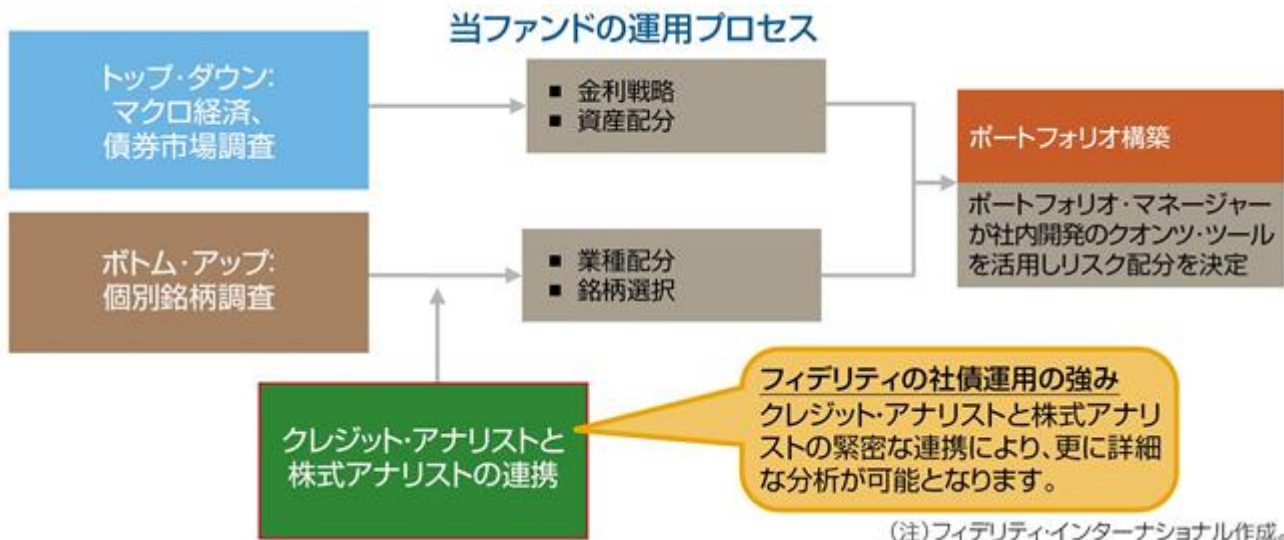 当ファンドの運用プロセス
トップ・ダウン:
マクロ経済、
債券市場調査
■ 金利戦略
■ 資産配分
ボトム・アップ:
個別銘柄調査
■ 業種配分
■ 銘柄選択
ポートフォリオ構築
ポートフォリオ・マネージャー
が社内開発のクオンツ・ツール
を活用しリスク配分を決定
クレジット・アナリストと
株式アナリストの連携
フィデリティの社債運用の強み
クレジット・アナリストと株式アナリ
ストの緊密な連携により、更に詳細
な分析が可能となります。
(注)フィデリティ・インターナショナル作成。